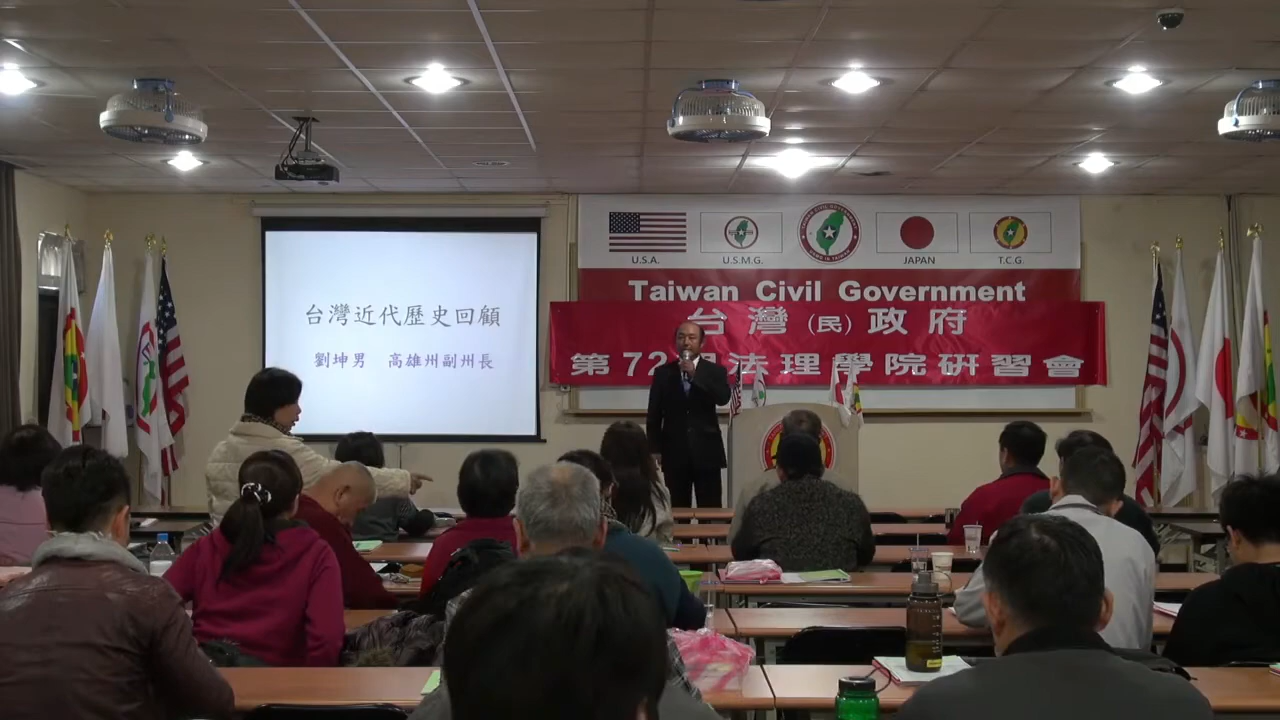 台灣近代歷史回顧
劉坤男 高雄州副州長
U.S.A.
U.S.M.G.
JAPAN
T.C.G.
Taiwan Civil Government
台灣(民)政府
第72 法理學院研習會